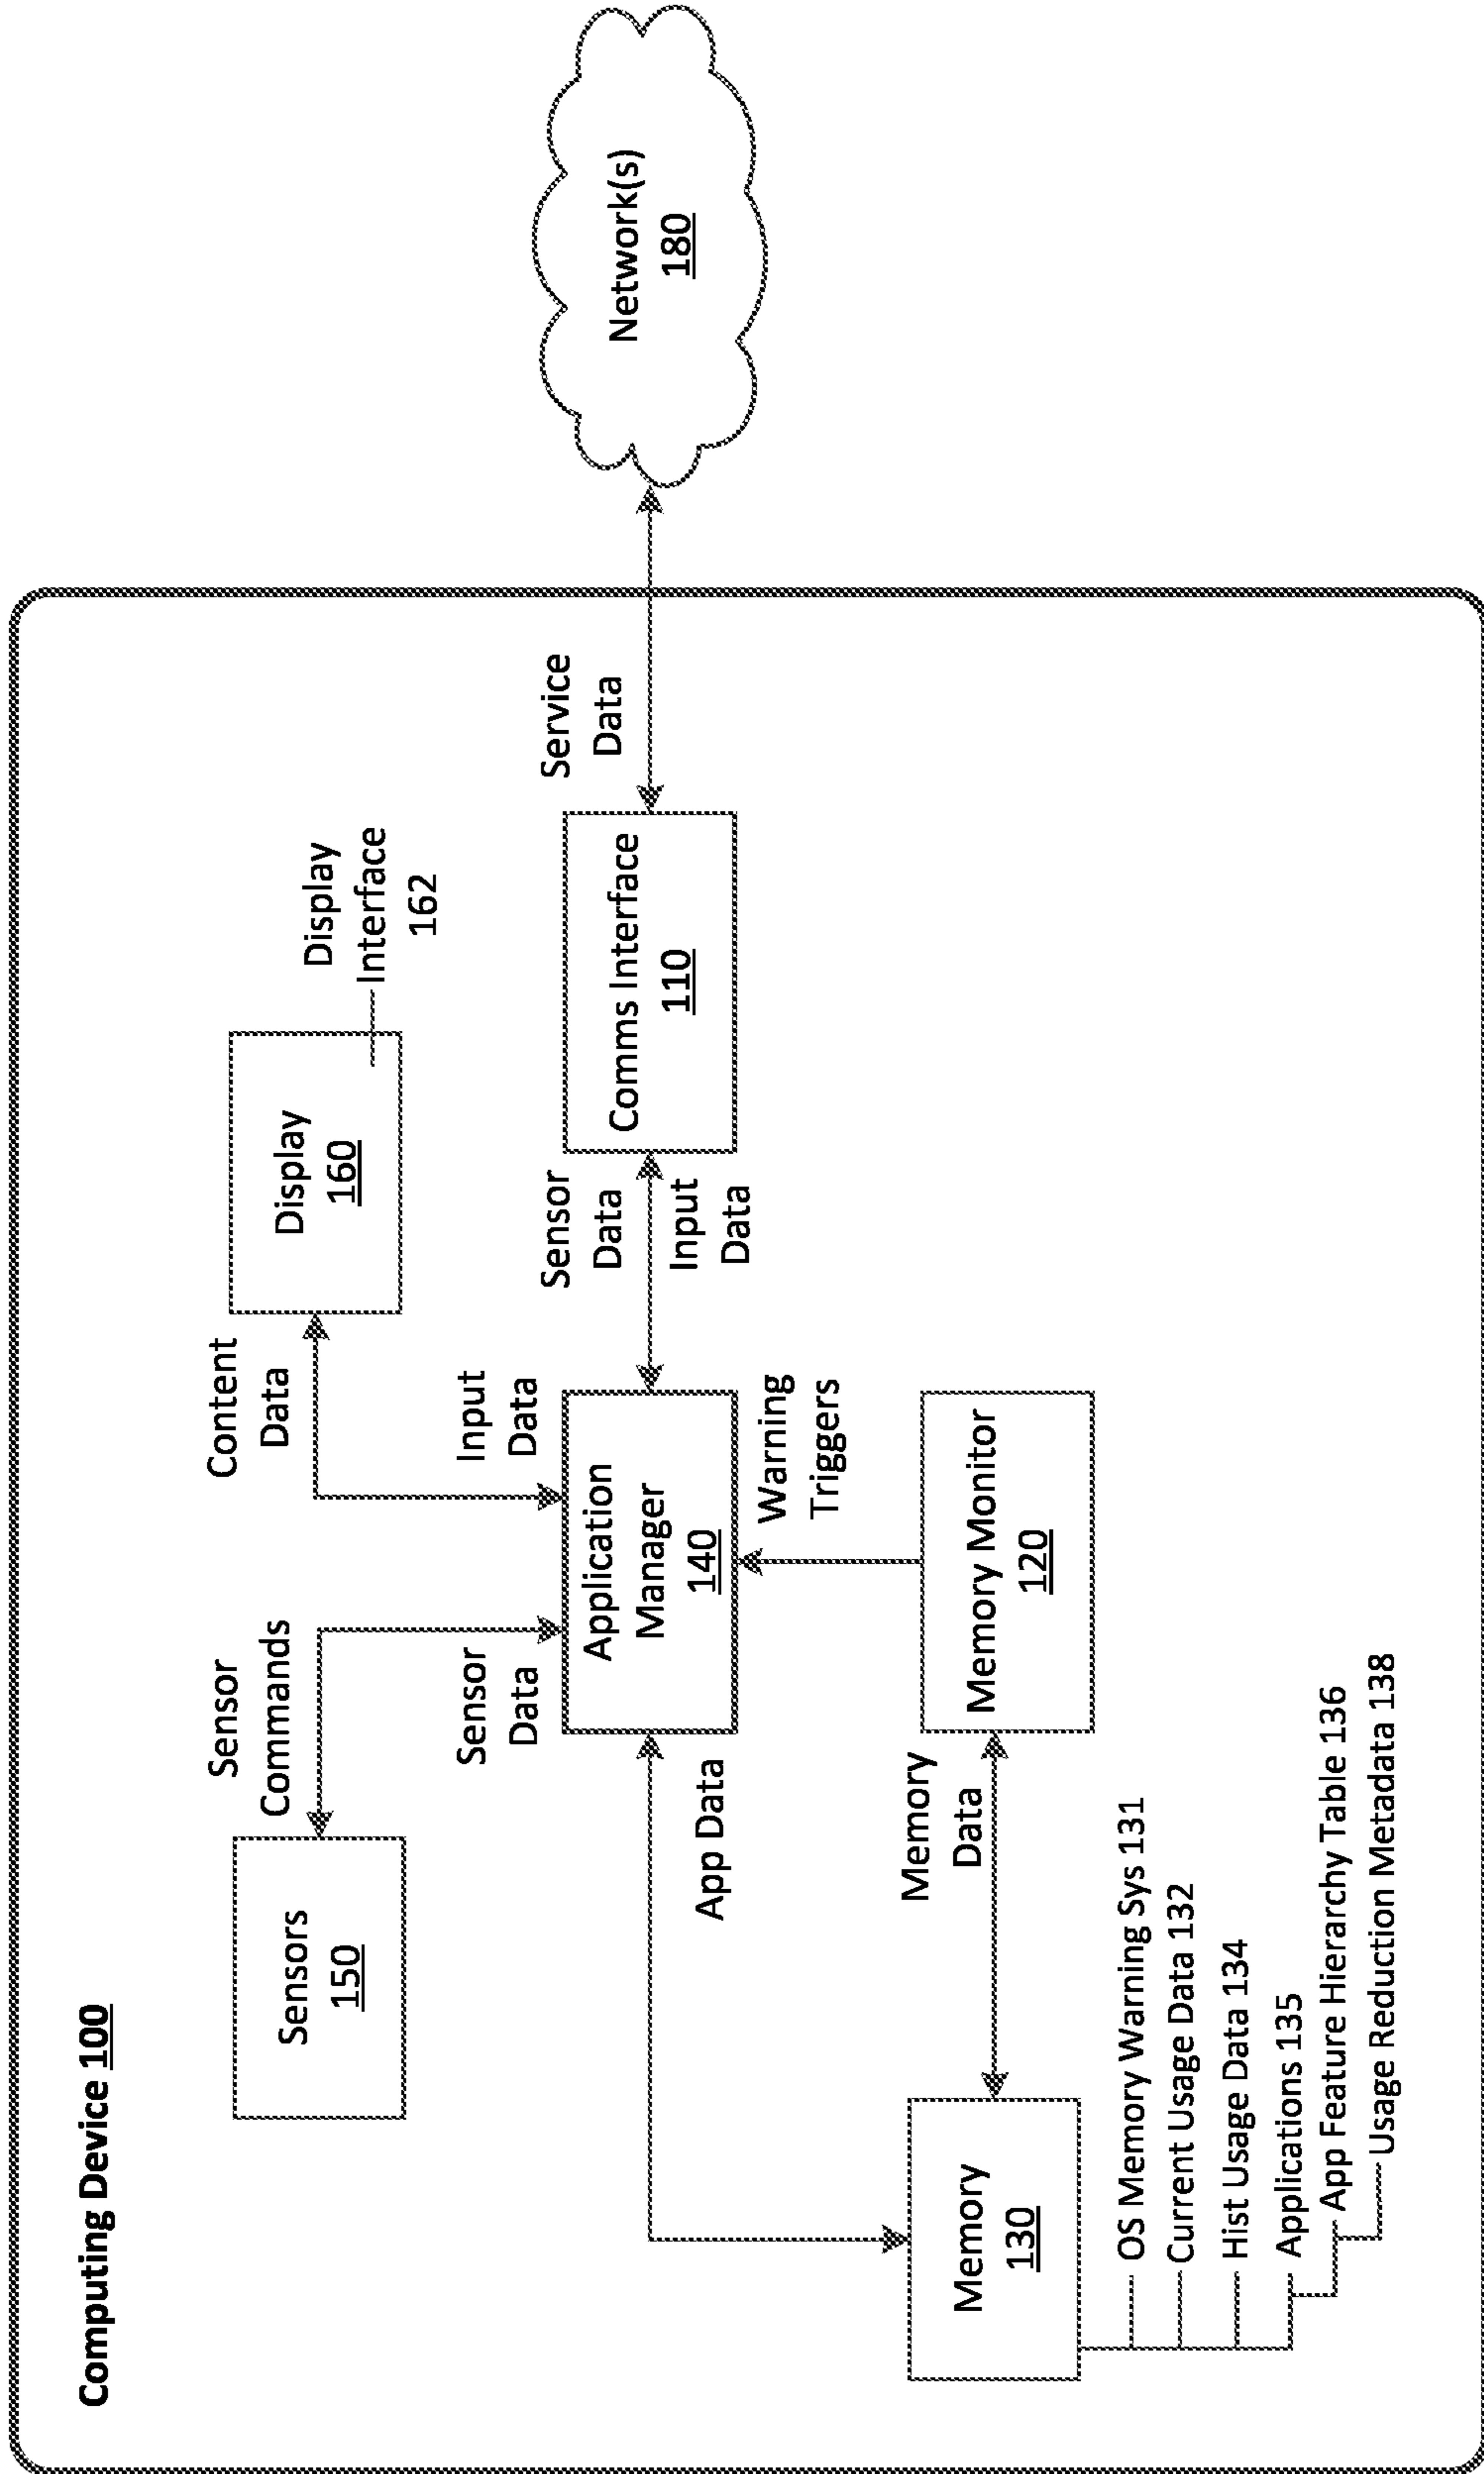 Computing Device 100
Sensors
150
Sensor
Commands
Sensor
Data
Content
Data
Input
Data
Display
160
Display
Interface
162
Application
Manager
140
Sensor
Data
Input
Data
Comms Interface
110
Service
Data
Network(s)
180
App Data
Warning
Triggers
Memory
130
Memory
Data
Memory Monitor
120
OS Memory Warning Sys 131
Current Usage Data 132
Hist Usage Data 134
Applications 135
App Feature Hierarchy Table 136
Usage Reduction Metadata 138